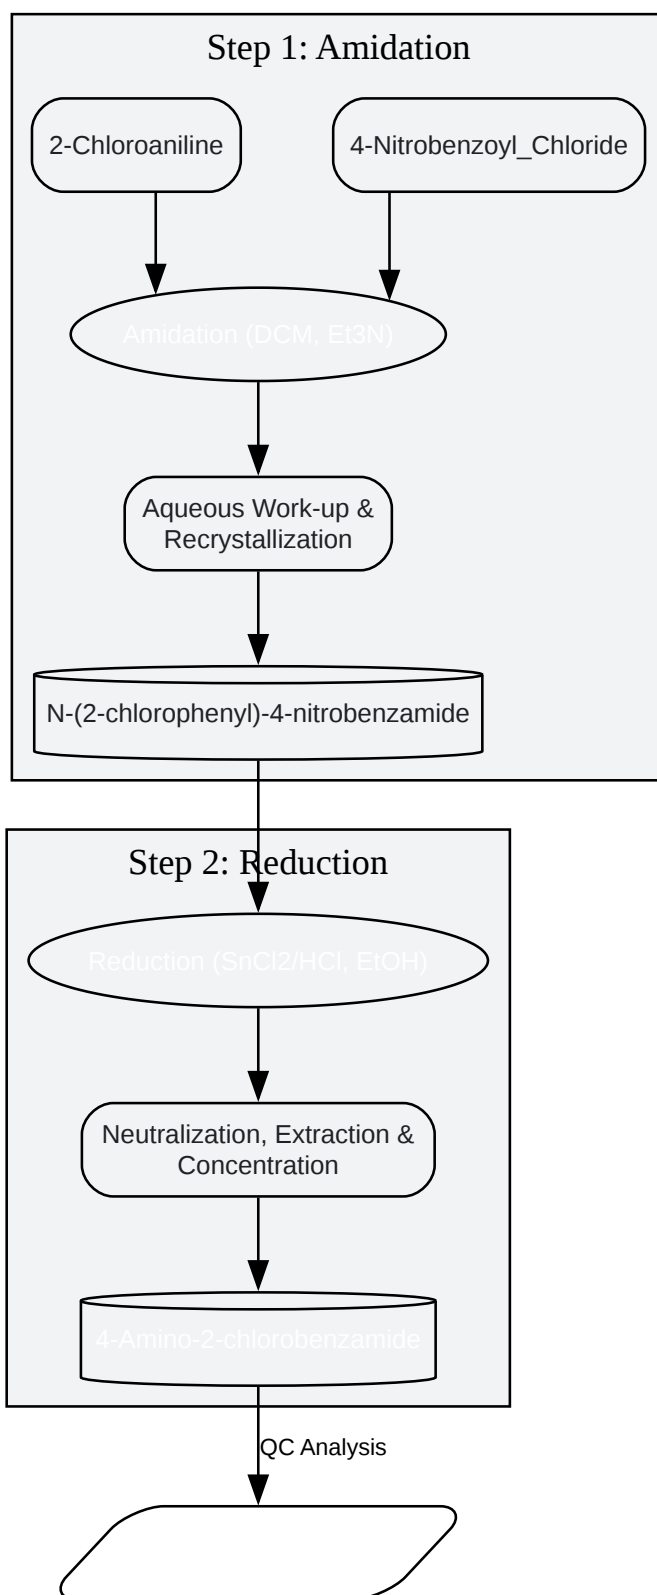 Step 1: Amidation
2-Chloroaniline
4-Nitrobenzoyl_Chloride
Amidation (DCM, Et3N)
Aqueous Work-up &
Recrystallization
N-(2-chlorophenyl)-4-nitrobenzamide
Step 2: Reduction
Reduction (SnCl2/HCl, EtOH)
Neutralization, Extraction &
Concentration
4-Amino-2-chlorobenzamide
QC Analysis